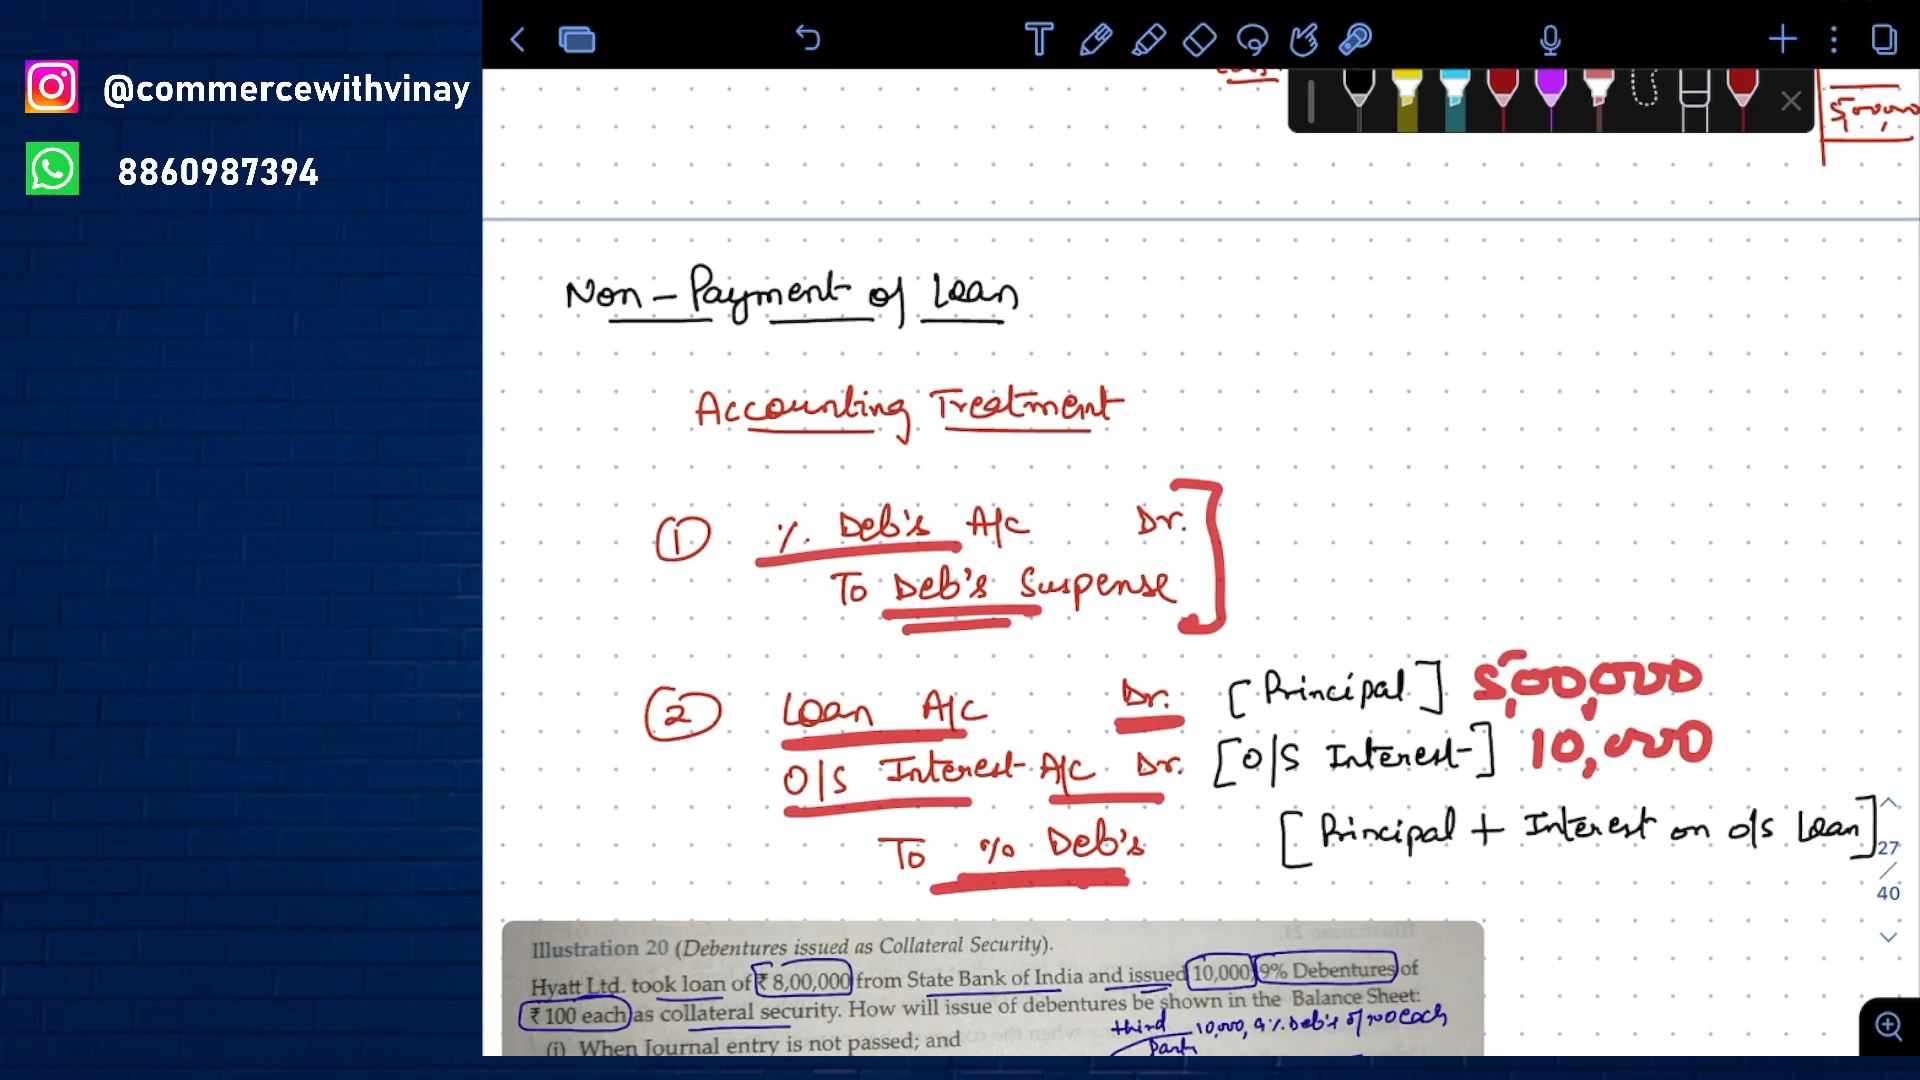 @commercewithvinay
8860987394
5,00,000
Non-Payment of Loan
Accounting Treatment
① % Deb's A/c Dr.
To Deb's Suspense
② Loan A/c Dr. [Principal] 5,00,000
O/S Interest A/c Dr. [O/S Interest] 10,000
To % Deb's [Principal + Interest on o/s Loan]
27
/
40
Illustration 20 (Debentures issued as Collateral Security).
Hyatt Ltd. took loan of ₹ 8,00,000 from State Bank of India and issued 10,000, 9% Debentures of
₹ 100 each as collateral security. How will issue of debentures be shown in the Balance Sheet:
third 10,000, 9% Deb's of 100 each
party
(i) When Journal entry is not passed; and